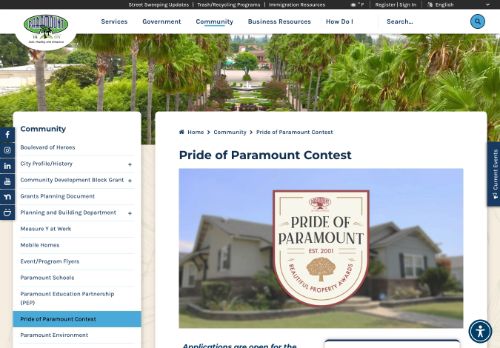 Street Sweeping Updates | Trash/Recycling Programs | Immigration Resources
° F
Register | Sign In
English
PARAMOUNT
Services
Government
Community
Business Resources
How Do I
Search...
Community
Boulevard of Heroes
City Profile/History +
Community Development Block Grant +
Grants Planning Document
Planning and Building Department +
Measure Y at Work
Mobile Homes
Event/Program Flyers
Paramount Schools
Paramount Education Partnership
(PEP)
Pride of Paramount Contest
Paramount Environment
Home > Community > Pride of Paramount Contest
Pride of Paramount Contest
PRIDE OF
PARAMOUNT
EST. 2001
BEAUTIFUL PROPERTY AWARDS
Applications are open for the
Current Events